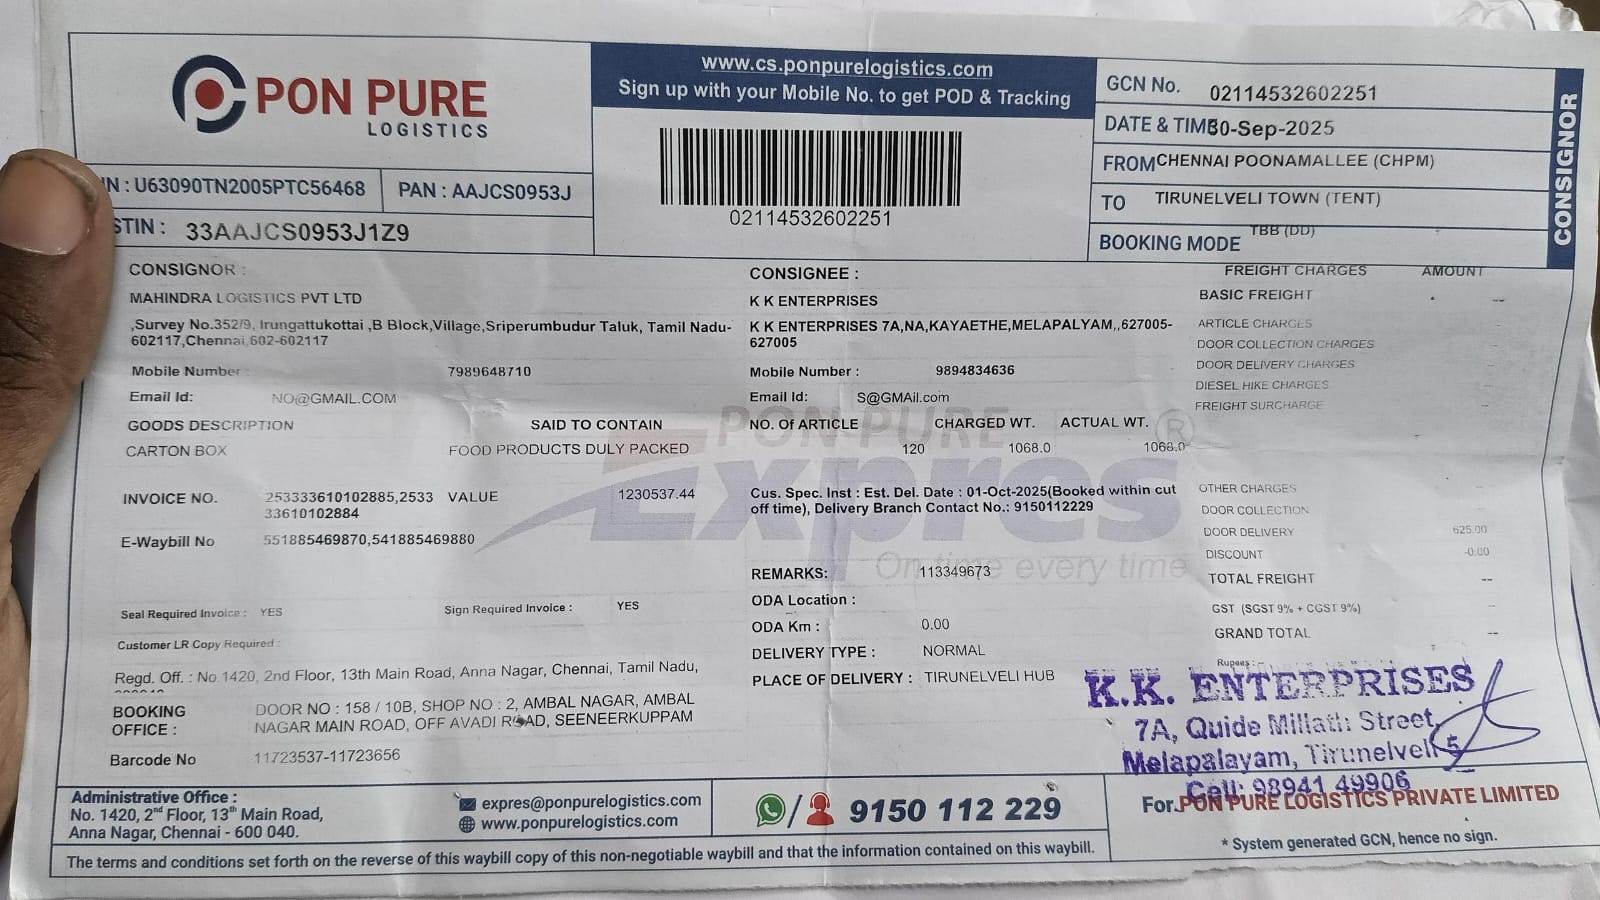 PON PURE
LOGISTICS
www.cs.ponpurelogistics.com
Sign up with your Mobile No. to get POD & Tracking
02114532602251
IN : U63090TN2005PTC56468
PAN : AAJCS0953J
STIN : 33AAJCS0953J1Z9
GCN No. 02114532602251
DATE & TIME 30-Sep-2025
FROM CHENNAI POONAMALLEE (CHPM)
TO TIRUNELVELI TOWN (TENT)
BOOKING MODE TBB (DD)
CONSIGNOR
CONSIGNOR :
MAHINDRA LOGISTICS PVT LTD
,Survey No.352/9, Irungattukottai ,B Block,Village,Sriperumbudur Taluk, Tamil Nadu-
602117,Chennai,602-602117
Mobile Number : 7989648710
Email Id: NO@GMAIL.COM
CONSIGNEE :
K K ENTERPRISES
K K ENTERPRISES 7A,NA,KAYAETHE,MELAPALYAM,,627005-
627005
Mobile Number : 9894834636
Email Id: S@GMAil.com
GOODS DESCRIPTION SAID TO CONTAIN NO. Of ARTICLE CHARGED WT. ACTUAL WT.
CARTON BOX FOOD PRODUCTS DULY PACKED 120 1068.0 1068.0
PON PURE
Expres ®
On time every time
INVOICE NO. 253333610102885,2533 VALUE 1230537.44
33610102884
E-Waybill No 551885469870,541885469880
Seal Required Invoice : YES Sign Required Invoice : YES
Customer LR Copy Required :
Regd. Off. : No 1420, 2nd Floor, 13th Main Road, Anna Nagar, Chennai, Tamil Nadu,
BOOKING OFFICE : DOOR NO : 158 / 10B, SHOP NO : 2, AMBAL NAGAR, AMBAL
NAGAR MAIN ROAD, OFF AVADI ROAD, SEENEERKUPPAM
Barcode No 11723537-11723656
Cus. Spec. Inst : Est. Del. Date : 01-Oct-2025(Booked within cut
off time), Delivery Branch Contact No.: 9150112229
REMARKS: 113349673
ODA Location :
ODA Km : 0.00
DELIVERY TYPE : NORMAL
PLACE OF DELIVERY : TIRUNELVELI HUB
FREIGHT CHARGES AMOUNT
BASIC FREIGHT --
ARTICLE CHARGES
DOOR COLLECTION CHARGES
DOOR DELIVERY CHARGES
DIESEL HIKE CHARGES
FREIGHT SURCHARGE
OTHER CHARGES
DOOR COLLECTION
DOOR DELIVERY 625.00
DISCOUNT -0.00
TOTAL FREIGHT --
GST (SGST 9% + CGST 9%) --
GRAND TOTAL --
Rupees :
K.K. ENTERPRISES
7A, Quide Millath Street,
Melapalayam, Tirunelveli 5
Cell: 98941 49906
For PON PURE LOGISTICS PRIVATE LIMITED
* System generated GCN, hence no sign.
Administrative Office :
No. 1420, 2nd Floor, 13th Main Road,
Anna Nagar, Chennai - 600 040.
expres@ponpurelogistics.com
www.ponpurelogistics.com
9150 112 229
The terms and conditions set forth on the reverse of this waybill copy of this non-negotiable waybill and that the information contained on this waybill.